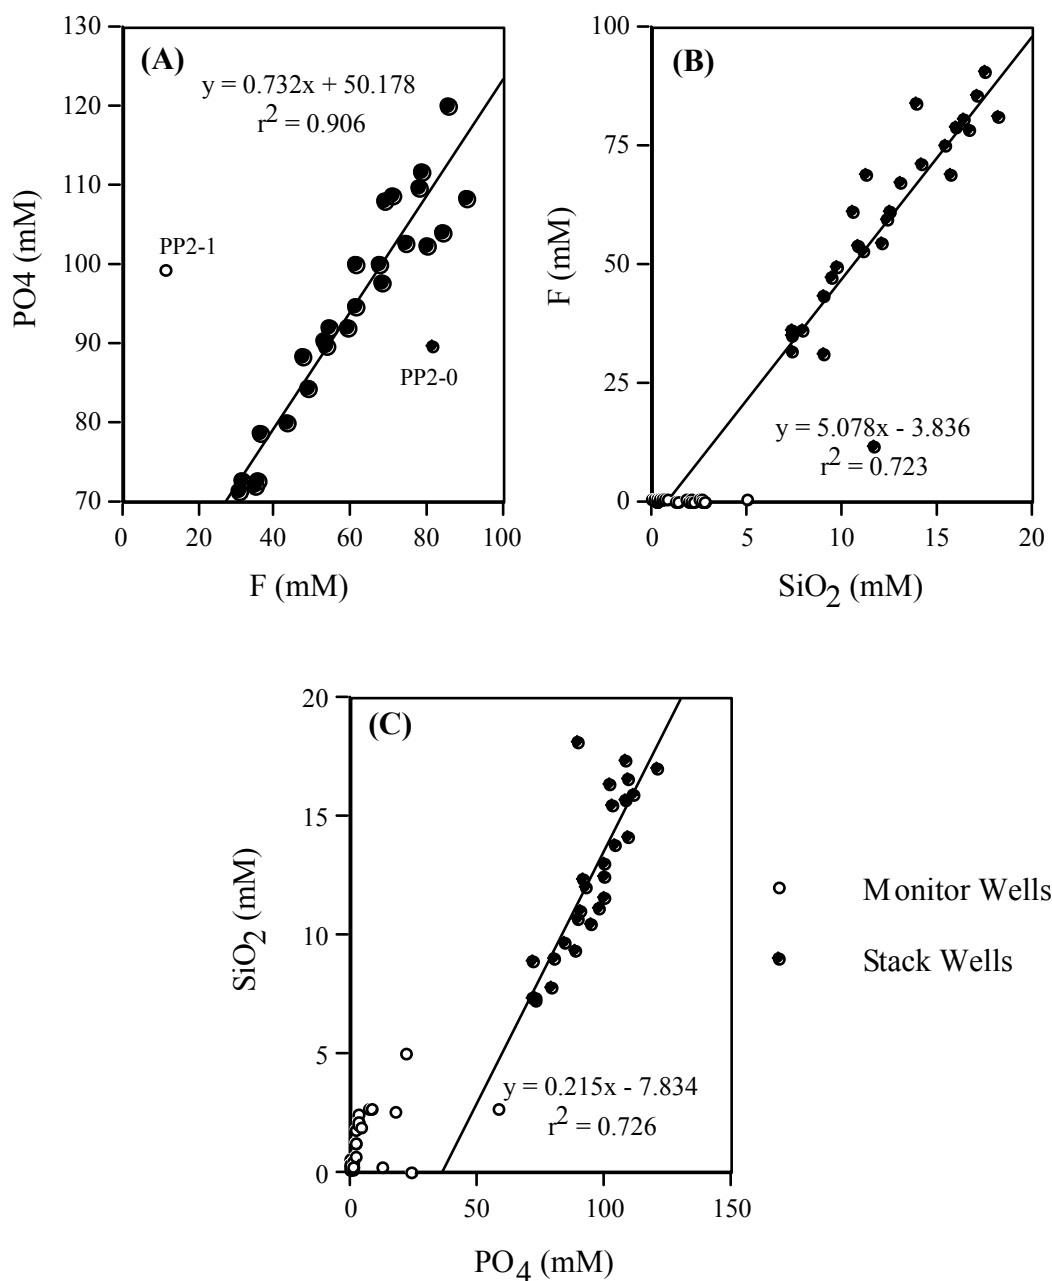 (A)
y = 0.732x + 50.178
r2 = 0.906
PP2-1
PP2-0
130
120
110
100
90
80
70
0 20 40 60 80 100
PO4 (mM)
F (mM)
(B)
y = 5.078x - 3.836
r2 = 0.723
100
75
50
25
0
0 5 10 15 20
F (mM)
SiO2 (mM)
(C)
y = 0.215x - 7.834
r2 = 0.726
20
15
10
5
0
0 50 100 150
SiO2 (mM)
PO4 (mM)
Monitor Wells
Stack Wells